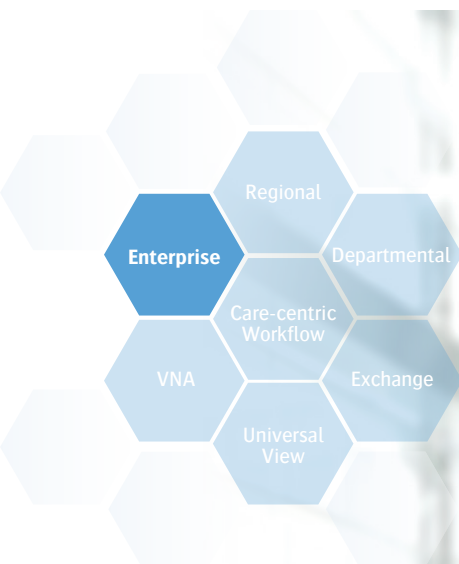 Regional
Enterprise
Departmental
Care-centric
Workflow
VNA
Exchange
Universal
View